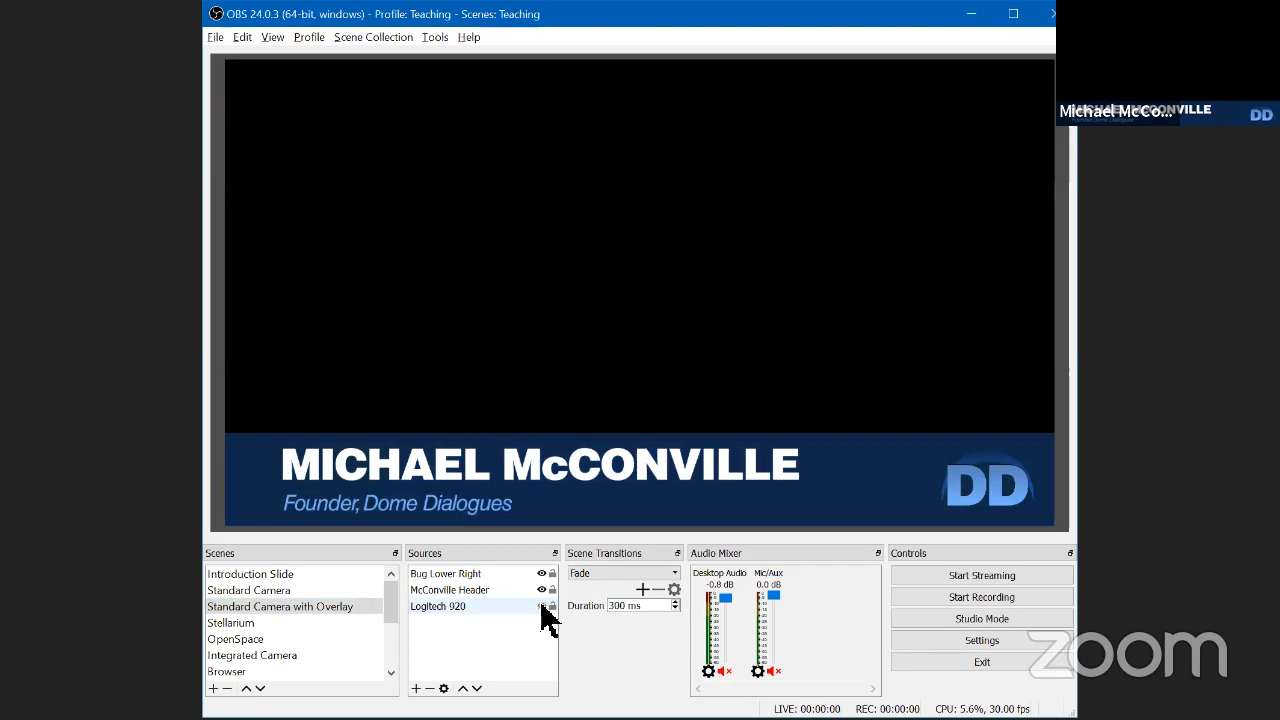 OBS 24.0.3 (64-bit, windows) - Profile: Teaching - Scenes: Teaching
File Edit View Profile Scene Collection Tools Help
Michael McCo...
DD
MICHAEL McCONVILLE
Founder, Dome Dialogues
DD
Scenes
Introduction Slide
Standard Camera
Standard Camera with Overlay
Stellarium
OpenSpace
Integrated Camera
Browser
Sources
Bug Lower Right
McConville Header
Logitech 920
Scene Transitions
Fade
Duration 300 ms
Audio Mixer
Desktop Audio Mic/Aux
-0.8 dB 0.0 dB
Controls
Start Streaming
Start Recording
Studio Mode
Settings
Exit
zoom
LIVE: 00:00:00 REC: 00:00:00 CPU: 5.6%, 30.00 fps